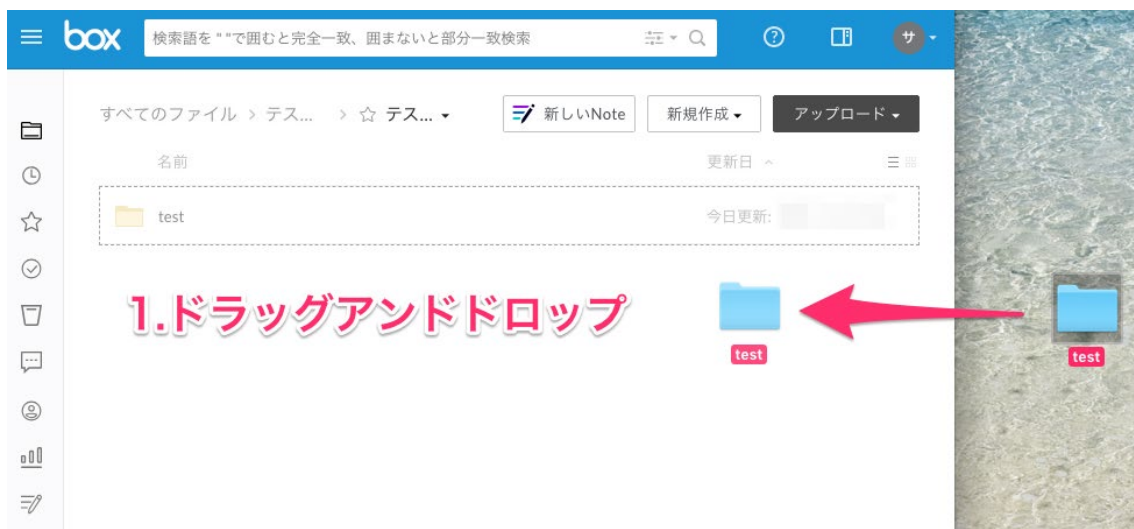 box
検索語を " "で囲むと完全一致、囲まないと部分一致検索
サ
すべてのファイル > テス... > ☆ テス...
新しいNote
新規作成
アップロード
名前
更新日
test
今日更新:
1.ドラッグアンドドロップ
test
test